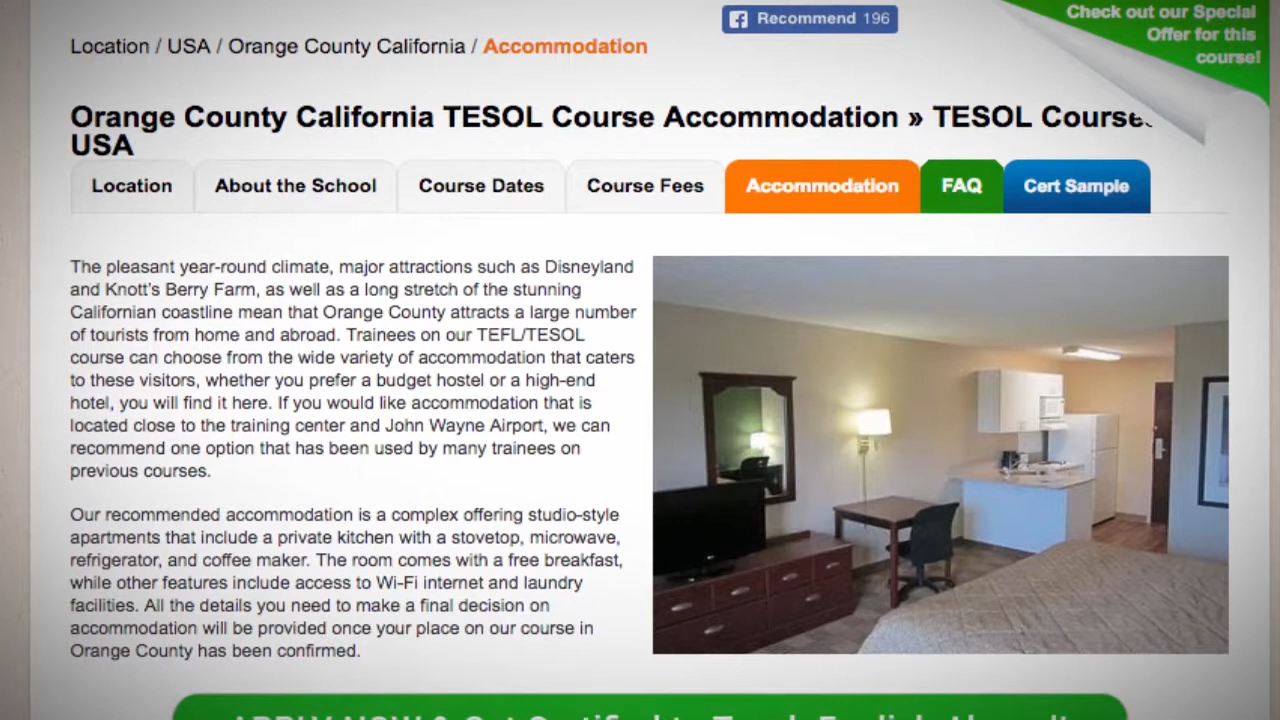 Recommend 196
Check out our Special
Offer for this
course!
Location / USA / Orange County California / Accommodation
Orange County California TESOL Course Accommodation » TESOL
USA
Location
About the School
Course Dates
Course Fees
Accommodation
FAQ
Cert Sample
The pleasant year-round climate, major attractions such as Disneyland
and Knott's Berry Farm, as well as a long stretch of the stunning
Californian coastline mean that Orange County attracts a large number
of tourists from home and abroad. Trainees on our TEFL/TESOL
course can choose from the wide variety of accommodation that caters
to these visitors, whether you prefer a budget hostel or a high-end
hotel, you will find it here. If you would like accommodation that is
located close to the training center and John Wayne Airport, we can
recommend one option that has been used by many trainees on
previous courses.
Our recommended accommodation is a complex offering studio-style
apartments that include a private kitchen with a stovetop, microwave,
refrigerator, and coffee maker. The room comes with a free breakfast,
while other features include access to Wi-Fi internet and laundry
facilities. All the details you need to make a final decision on
accommodation will be provided once your place on our course in
Orange County has been confirmed.